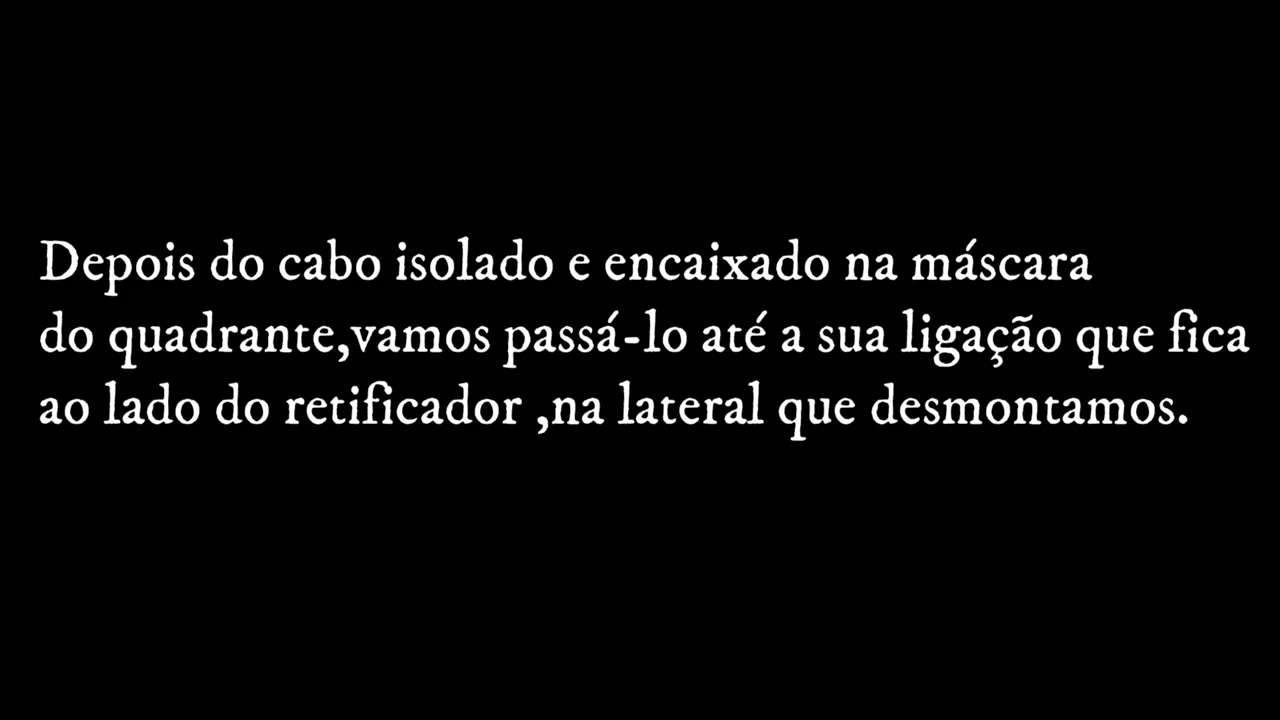 Depois do cabo isolado e encaixado na máscara
do quadrante,vamos passá-lo até a sua ligação que fica
ao lado do retificador ,na lateral que desmontamos.